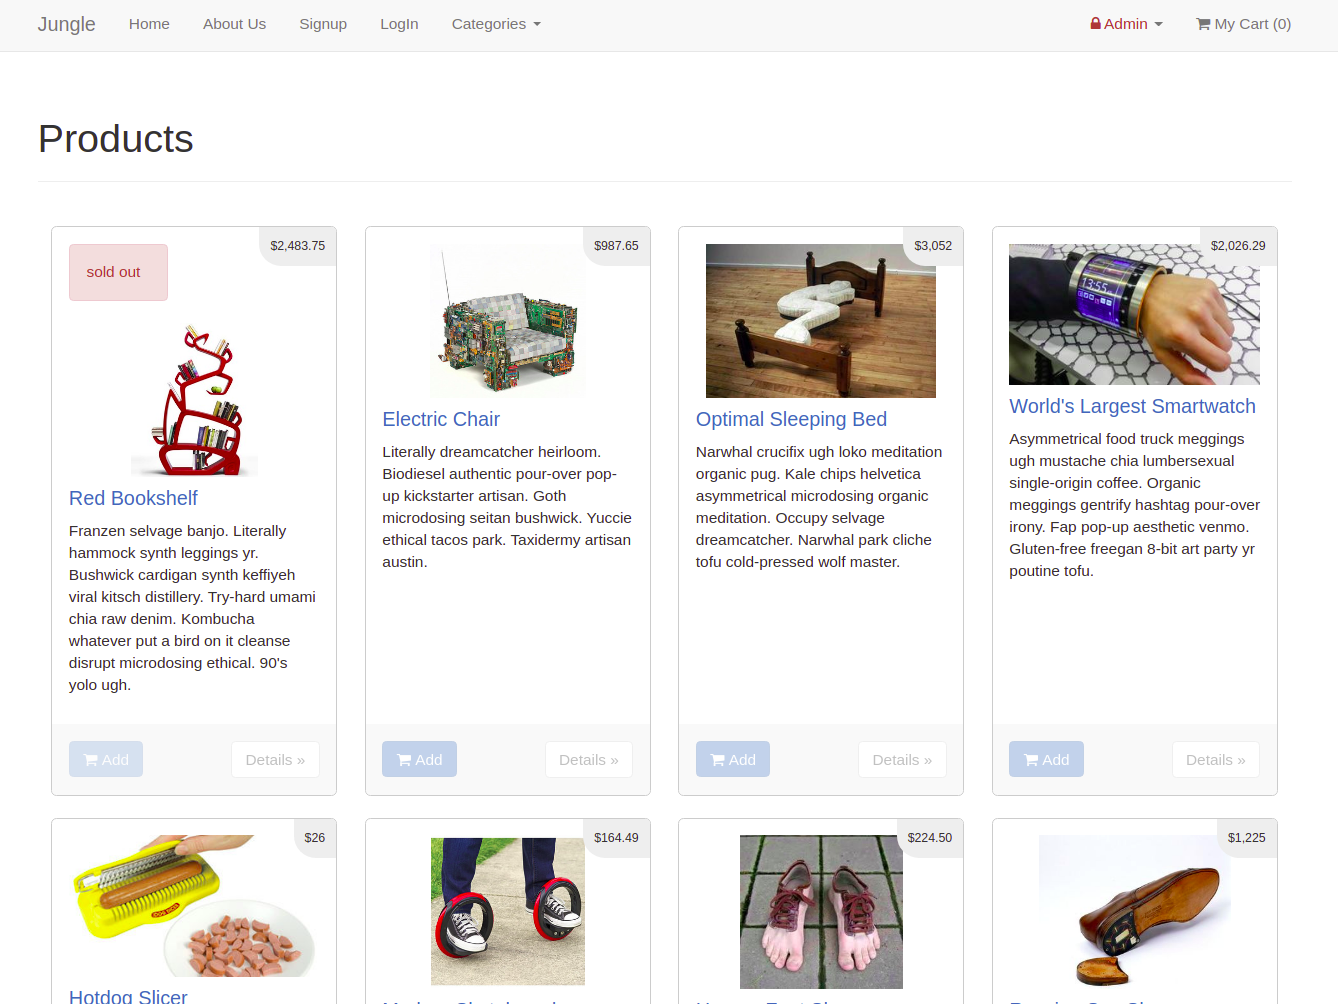 Jungle Home About Us Signup LogIn Categories Admin My Cart (0)
Products
sold out
$2,483.75
Red Bookshelf
Franzen selvage banjo. Literally
hammock synth leggings yr.
Bushwick cardigan synth keffiyeh
viral kitsch distillery. Try-hard umami
chia raw denim. Kombucha
whatever put a bird on it cleanse
disrupt microdosing ethical. 90's
yolo ugh.
Add Details »
$987.65
Electric Chair
Literally dreamcatcher heirloom.
Biodiesel authentic pour-over pop-
up kickstarter artisan. Goth
microdosing seitan bushwick. Yuccie
ethical tacos park. Taxidermy artisan
austin.
Add Details »
$3,052
Optimal Sleeping Bed
Narwhal crucifix ugh loko meditation
organic pug. Kale chips helvetica
asymmetrical microdosing organic
meditation. Occupy selvage
dreamcatcher. Narwhal park cliche
tofu cold-pressed wolf master.
Add Details »
$2,026.29
13:55
World's Largest Smartwatch
Asymmetrical food truck meggings
ugh mustache chia lumbersexual
single-origin coffee. Organic
meggings gentrify hashtag pour-over
irony. Fap pop-up aesthetic venmo.
Gluten-free freegan 8-bit art party yr
poutine tofu.
Add Details »
$26
Hotdog Slicer
$164.49
$224.50
$1,225